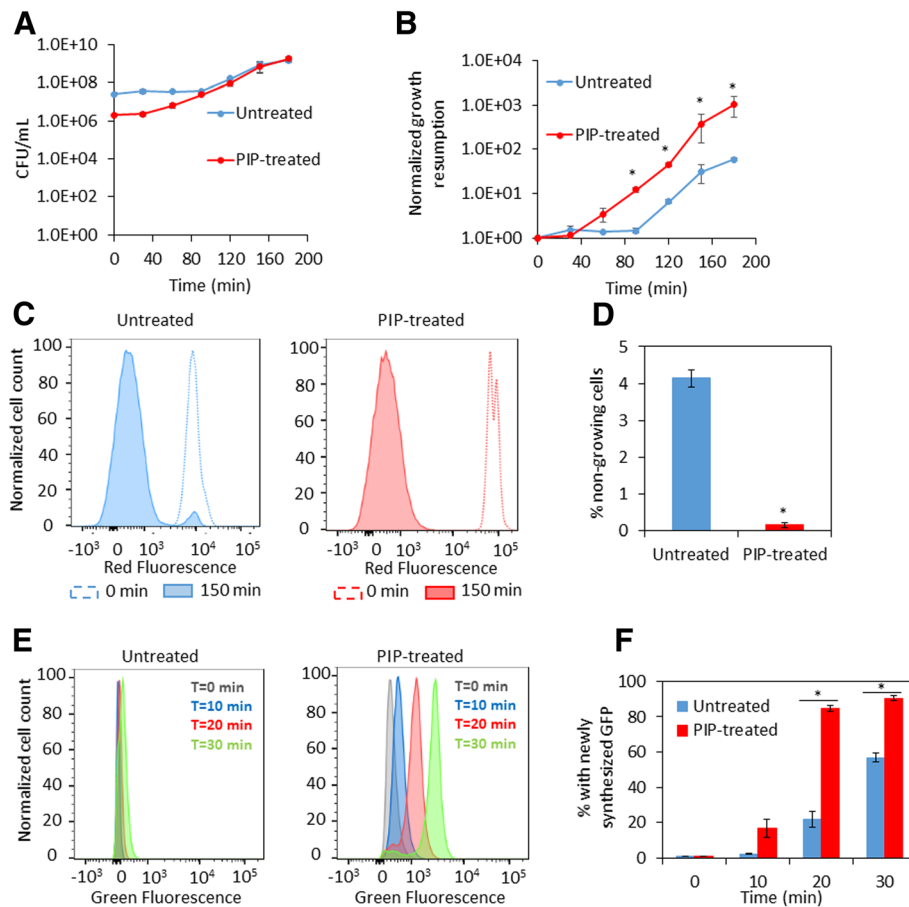 A
1.0E+10
1.0E+08
1.0E+06
1.0E+04
1.0E+02
1.0E+00
CFU/mL
Untreated
PIP-treated
0 40 80 120 160 200
Time (min)
B
1.0E+04
1.0E+03
1.0E+02
1.0E+01
1.0E+00
Normalized growth
resumption
Untreated
PIP-treated
* * * *
0 40 80 120 160 200
Time (min)
C
Untreated
100
80
60
40
20
0
Normalized cell count
-10³ 0 10³ 10⁴ 10⁵
Red Fluorescence
0 min 150 min
PIP-treated
100
80
60
40
20
0
-10³ 0 10³ 10⁴ 10⁵
Red Fluorescence
0 min 150 min
D
5
4
3
2
1
0
% non-growing cells
*
Untreated PIP-treated
E
Untreated
100
80
60
40
20
0
Normalized cell count
T=0 min
T=10 min
T=20 min
T=30 min
-10³ 0 10³ 10⁴ 10⁵
Green Fluorescence
PIP-treated
100
80
60
40
20
0
T=0 min
T=10 min
T=20 min
T=30 min
-10³ 0 10³ 10⁴ 10⁵
Green Fluorescence
F
100
80
60
40
20
0
% with newly
synthesized GFP
Untreated
PIP-treated
* *
0 10 20 30
Time (min)